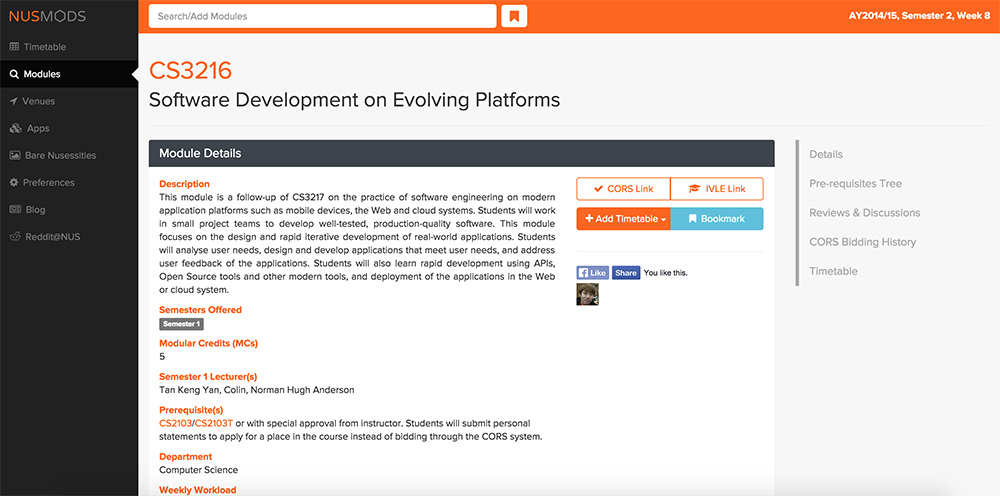 NUSMODS
Search/Add Modules
AY2014/15, Semester 2, Week 8
Timetable
Modules
Venues
Apps
Bare Nusessities
Preferences
Blog
Reddit@NUS
CS3216
Software Development on Evolving Platforms
Module Details
Description
This module is a follow-up of CS3217 on the practice of software engineering on modern
application platforms such as mobile devices, the Web and cloud systems. Students will work
in small project teams to develop well-tested, production-quality software. This module
focuses on the design and rapid iterative development of real-world applications. Students
will analyse user needs, design and develop applications that meet user needs, and address
user feedback of the applications. Students will also learn rapid development using APIs,
Open Source tools and other modern tools, and deployment of the applications in the Web
or cloud system.
Semesters Offered
Semester 1
Modular Credits (MCs)
5
Semester 1 Lecturer(s)
Tan Keng Yan, Colin, Norman Hugh Anderson
Prerequisite(s)
CS2103/CS2103T or with special approval from instructor. Students will submit personal
statements to apply for a place in the course instead of bidding through the CORS system.
Department
Computer Science
Weekly Workload
CORS Link
IVLE Link
Add Timetable
Bookmark
Like
Share
You like this.
Details
Pre-requisites Tree
Reviews & Discussions
CORS Bidding History
Timetable